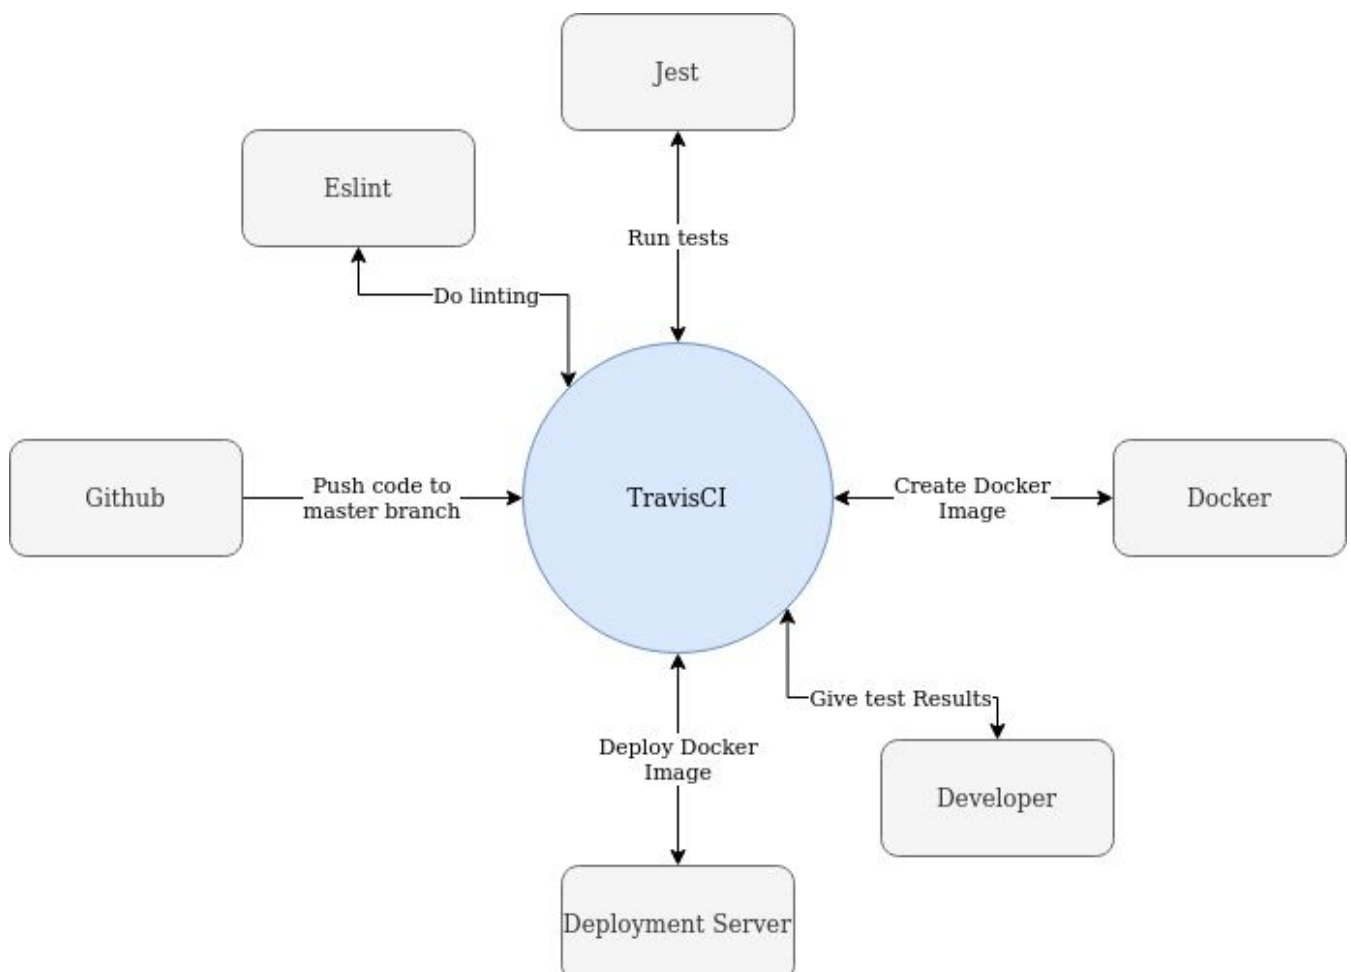 Jest
Eslint
Run tests
Do linting
Github
Push code to
master branch
TravisCI
Create Docker
Image
Docker
Give test Results
Deploy Docker
Image
Developer
Deployment Server